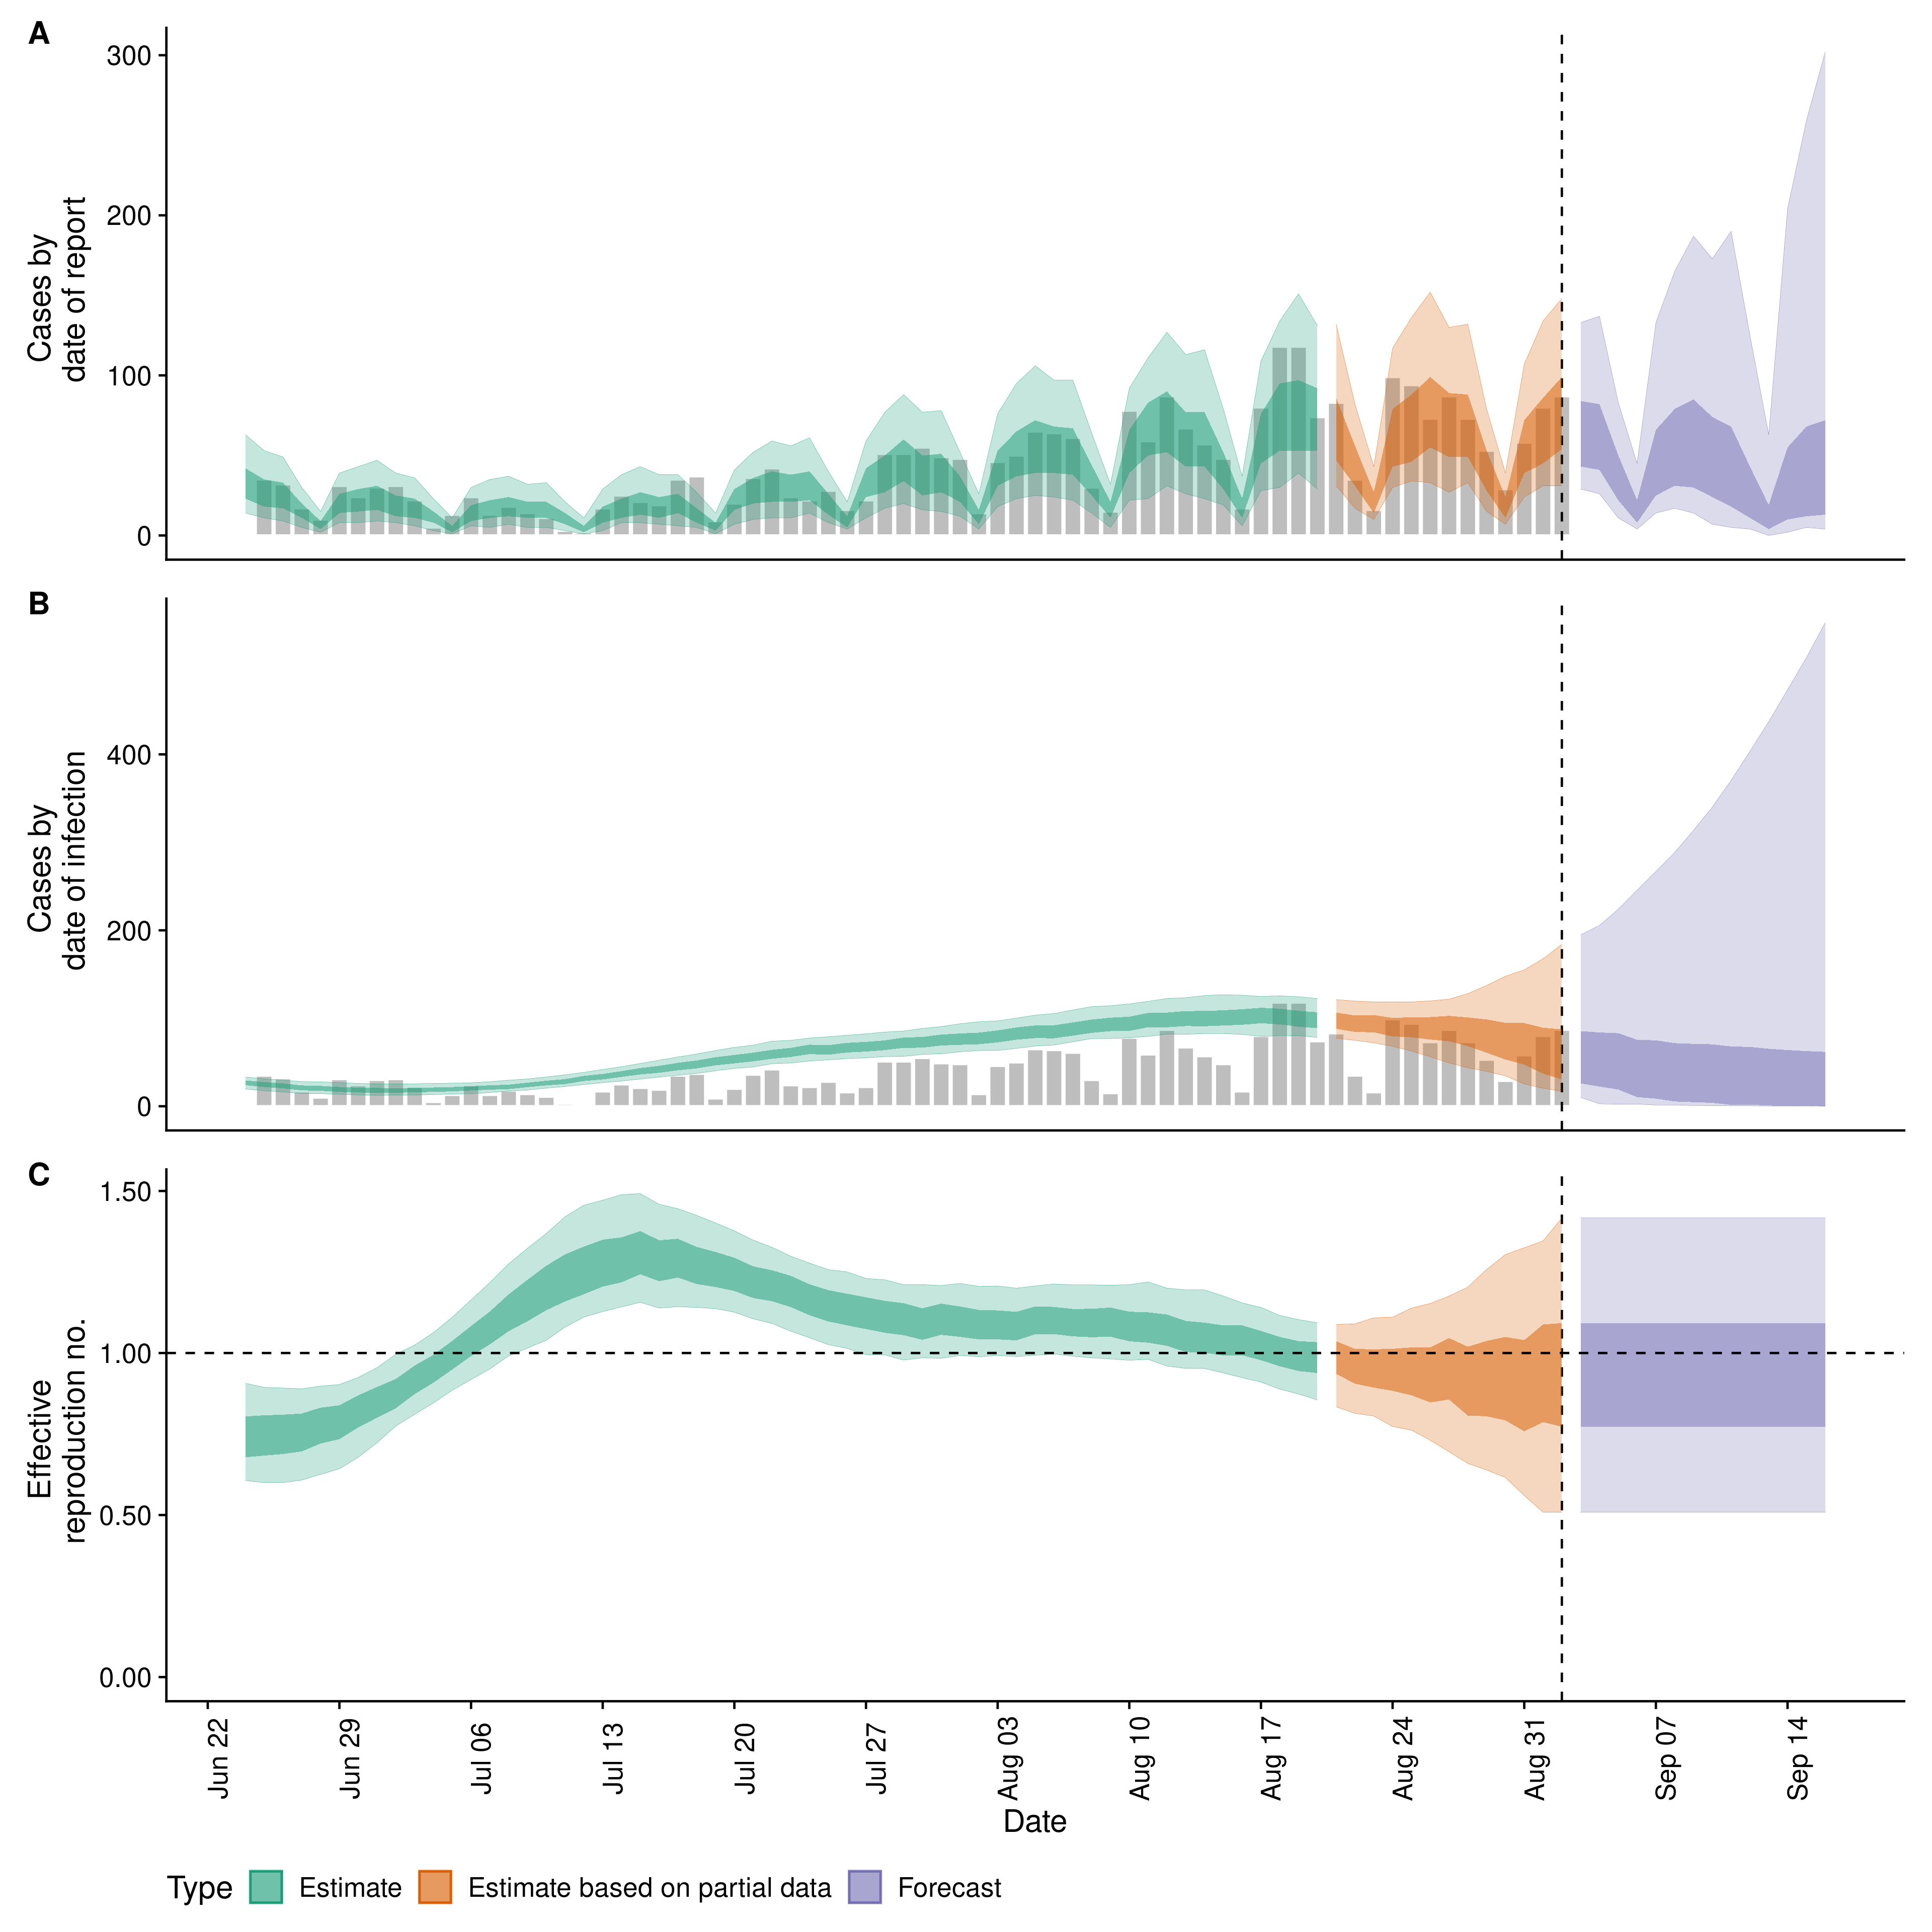 A
300
200
100
0
Cases by
date of report
B
400
200
0
Cases by
date of infection
C
1.50
1.00
0.50
0.00
Effective
reproduction no.
Jun 22
Jun 29
Jul 06
Jul 13
Jul 20
Jul 27
Aug 03
Aug 10
Aug 17
Aug 24
Aug 31
Sep 07
Sep 14
Date
Type Estimate Estimate based on partial data Forecast